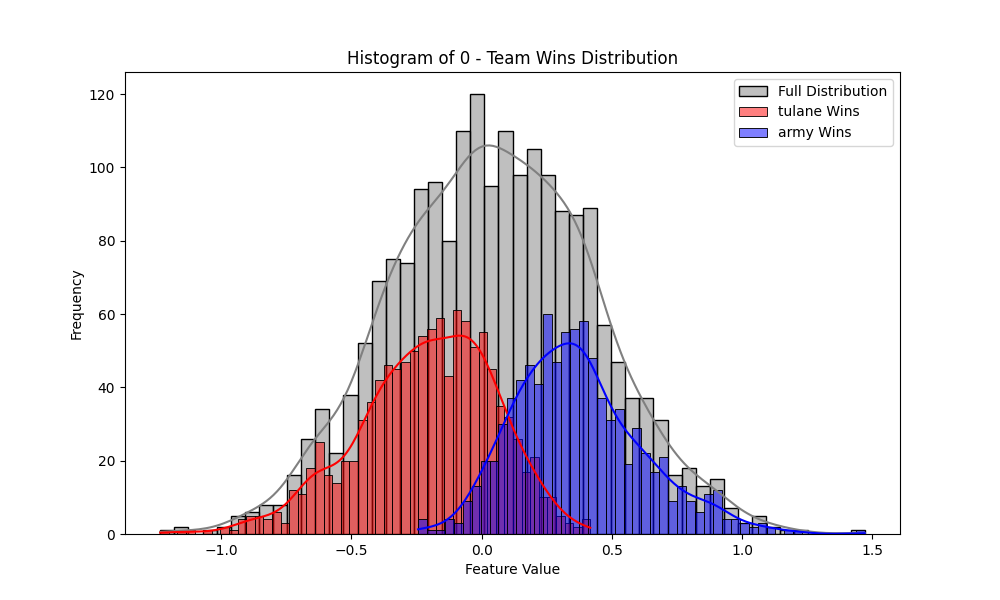 Histogram of 0 - Team Wins Distribution
Full Distribution
tulane Wins
army Wins
120
100
80
60
40
20
0
Frequency
−1.0 −0.5 0.0 0.5 1.0 1.5
Feature Value